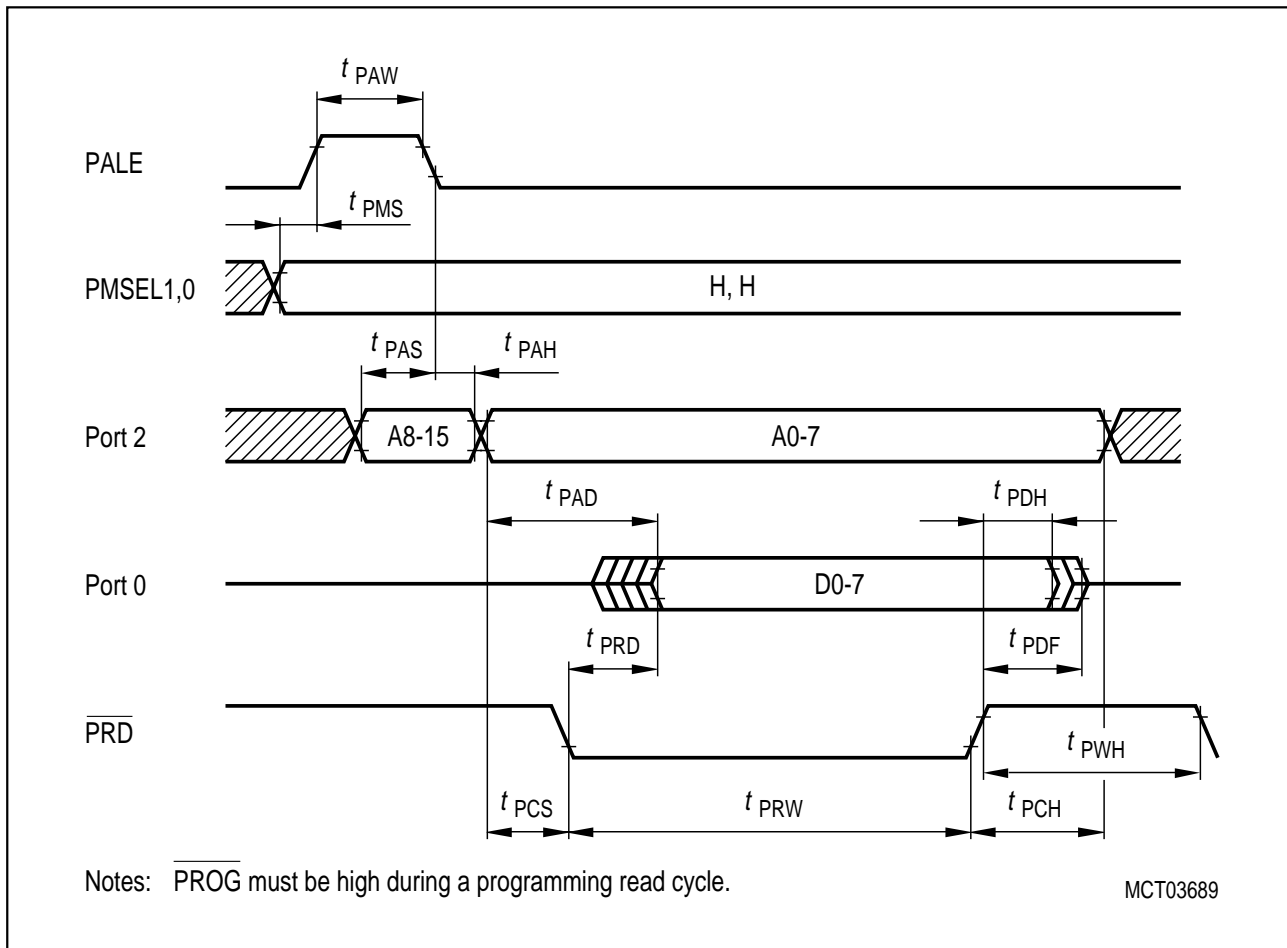 t PAW
PALE
t PMS
PMSEL1,0
H, H
t PAS
t PAH
Port 2
A8-15
A0-7
t PAD
t PDH
Port 0
D0-7
t PRD
t PDF
PRD
t PWH
t PCS
t PRW
t PCH
Notes: PROG must be high during a programming read cycle.
MCT03689